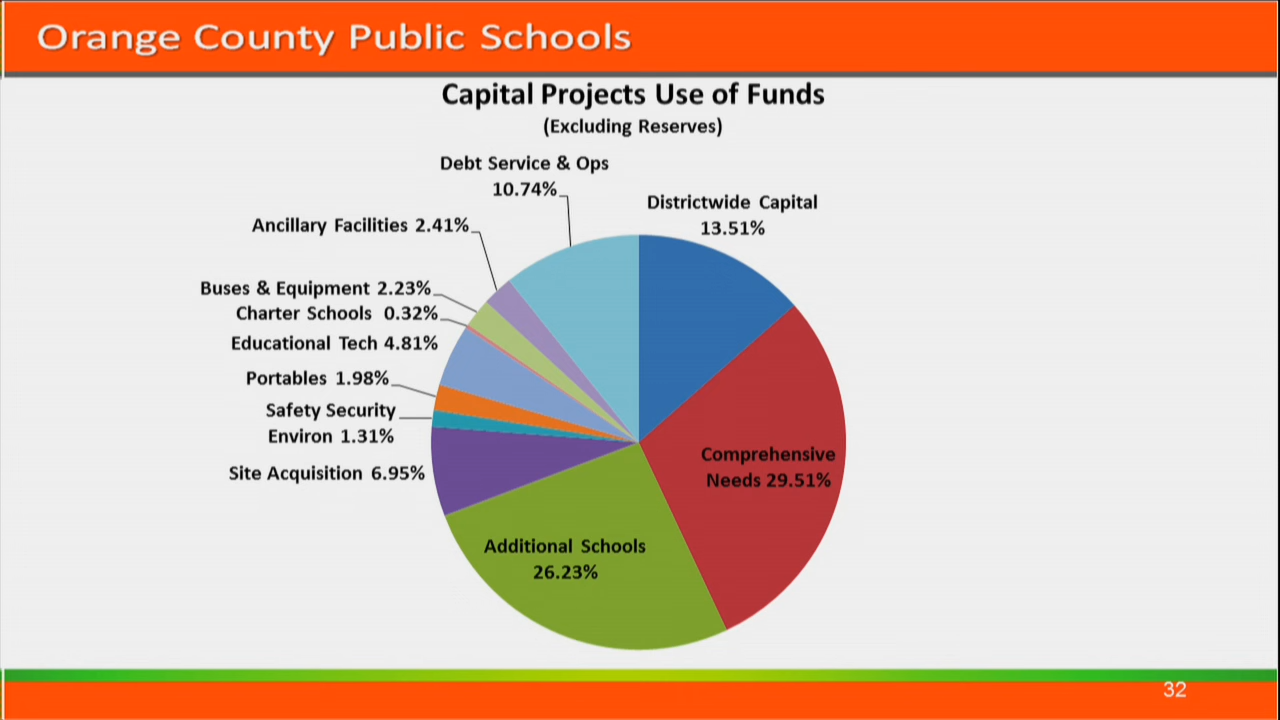 Orange County Public Schools
Capital Projects Use of Funds
(Excluding Reserves)
Debt Service & Ops
10.74%
Districtwide Capital
13.51%
Ancillary Facilities 2.41%
Buses & Equipment 2.23%
Charter Schools 0.32%
Educational Tech 4.81%
Portables 1.98%
Safety Security
Environ 1.31%
Site Acquisition 6.95%
Comprehensive
Needs 29.51%
Additional Schools
26.23%
32